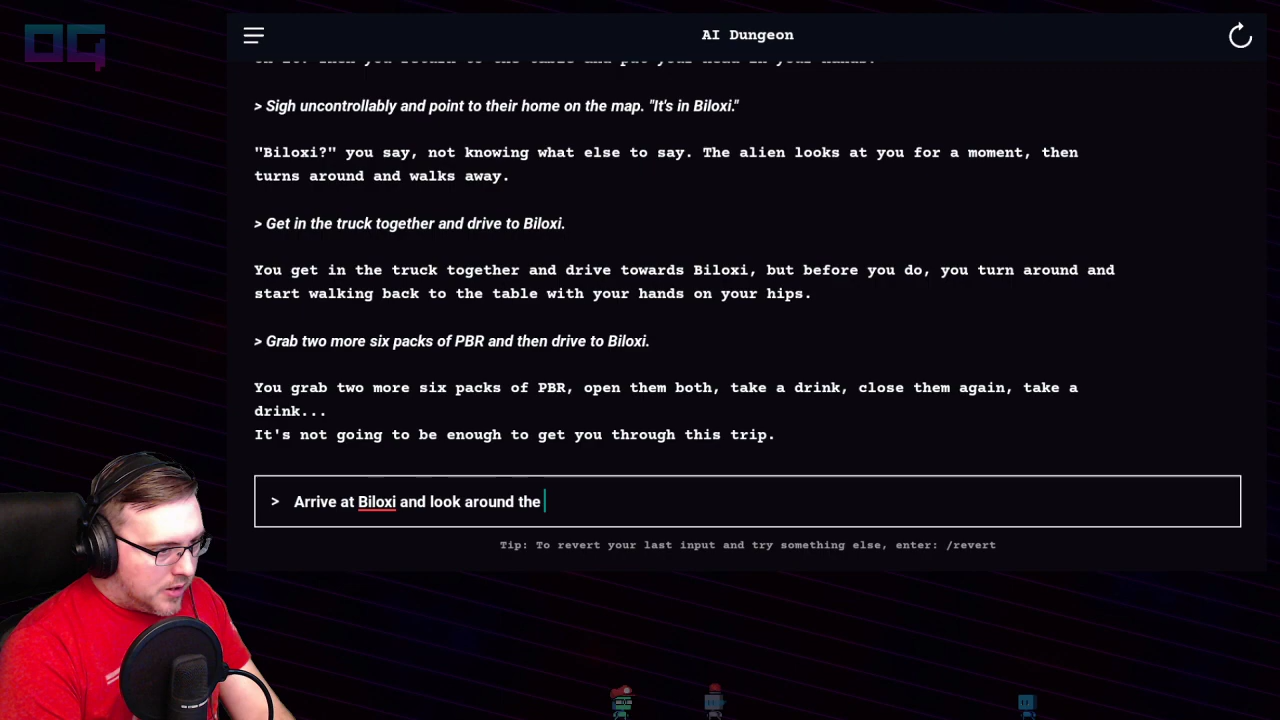 OG
AI Dungeon
> Sigh uncontrollably and point to their home on the map. "It's in Biloxi."
"Biloxi?" you say, not knowing what else to say. The alien looks at you for a moment, then
turns around and walks away.
> Get in the truck together and drive to Biloxi.
You get in the truck together and drive towards Biloxi, but before you do, you turn around and
start walking back to the table with your hands on your hips.
> Grab two more six packs of PBR and then drive to Biloxi.
You grab two more six packs of PBR, open them both, take a drink, close them again, take a
drink...
It's not going to be enough to get you through this trip.
> Arrive at Biloxi and look around the
Tip: To revert your last input and try something else, enter: /revert